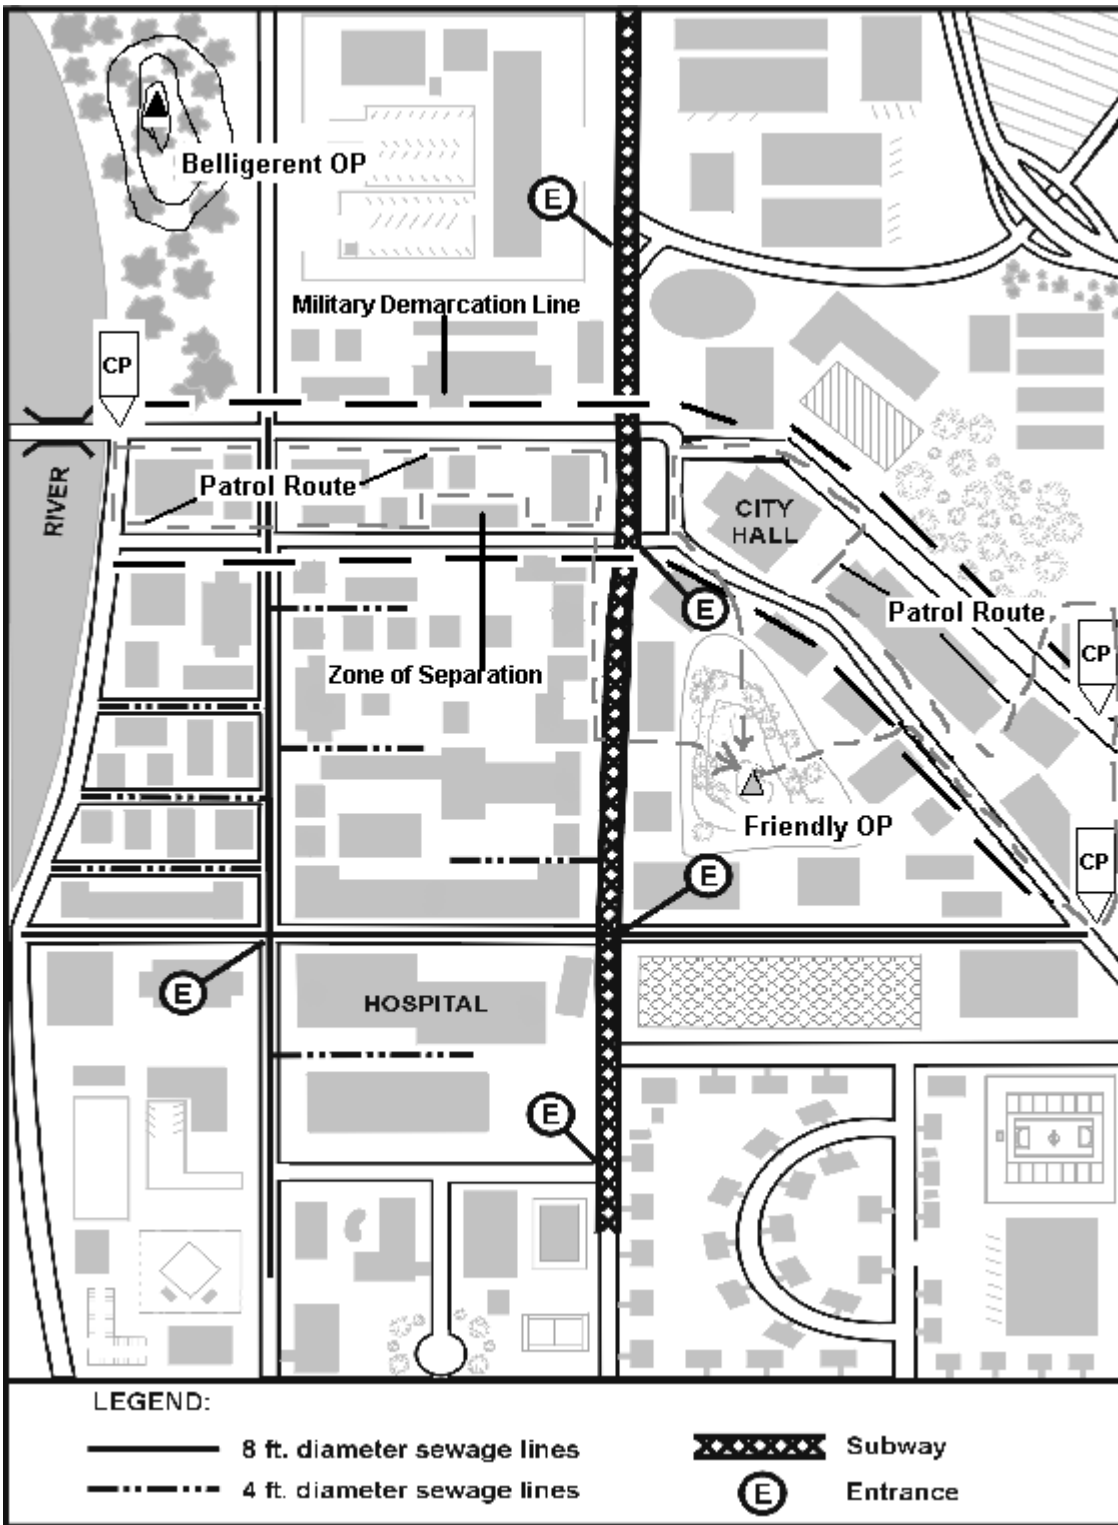 Belligerent OP
E
Military Demarcation Line
CP
RIVER
Patrol Route
CITY
HALL
E
Patrol Route
Zone of Separation
CP
Friendly OP
CP
E
E
HOSPITAL
E
LEGEND:
8 ft. diameter sewage lines
4 ft. diameter sewage lines
Subway
E
Entrance